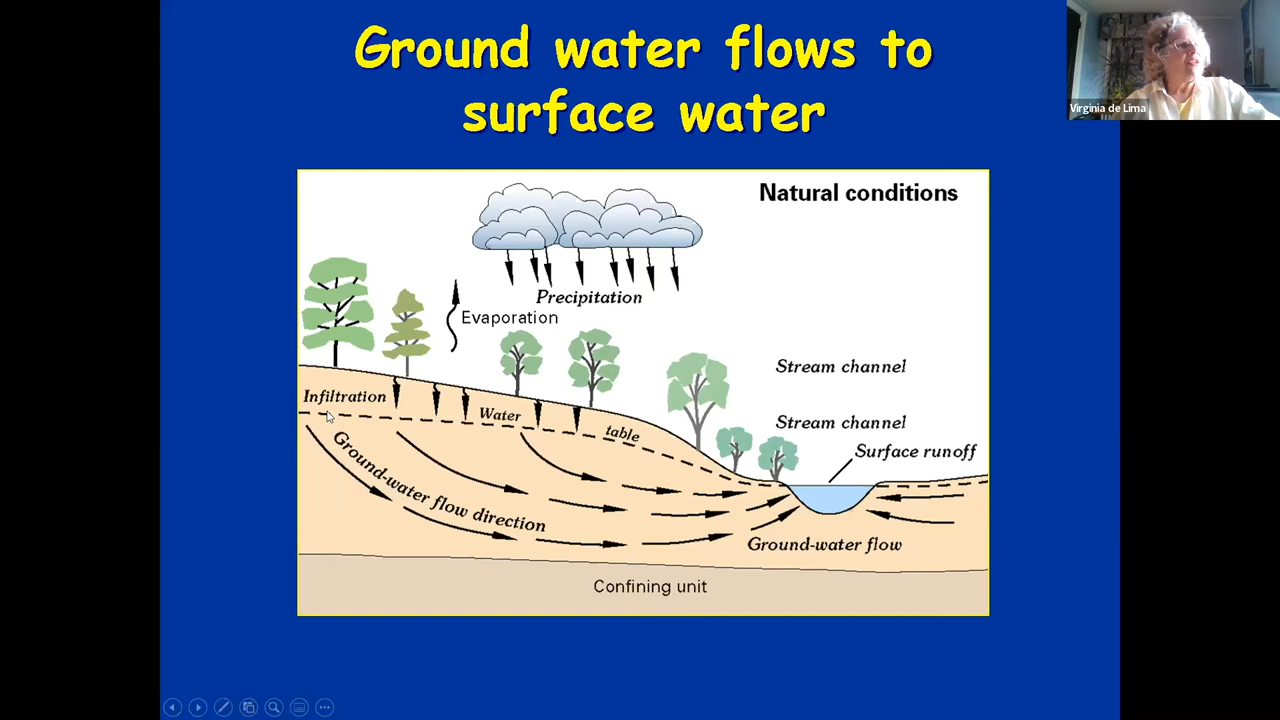 Ground water flows to
surface water
Virginia de Lima
Natural conditions
Precipitation
Evaporation
Stream channel
Infiltration
Water
table
Stream channel
Surface runoff
Ground-water flow direction
Ground-water flow
Confining unit